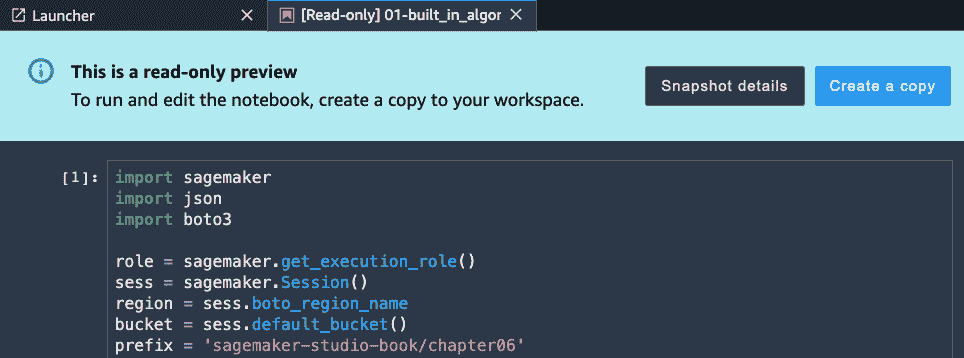 Launcher
[Read-only] 01-built_in_algor
This is a read-only preview
To run and edit the notebook, create a copy to your workspace.
Snapshot details
Create a copy
[1]:
import sagemaker
import json
import boto3
role = sagemaker.get_execution_role()
sess = sagemaker.Session()
region = sess.boto_region_name
bucket = sess.default_bucket()
prefix = 'sagemaker-studio-book/chapter06'